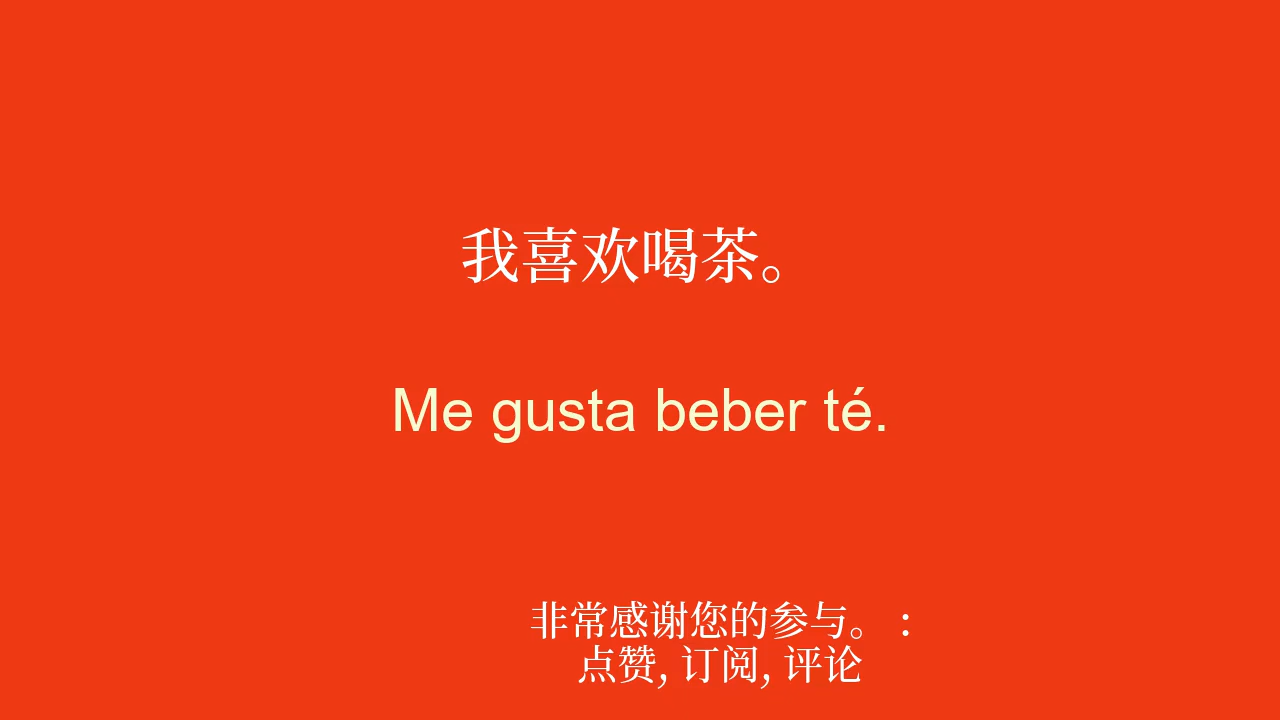 我喜欢喝茶。
Me gusta beber té.
非常感谢您的参与。 :
点赞, 订阅, 评论